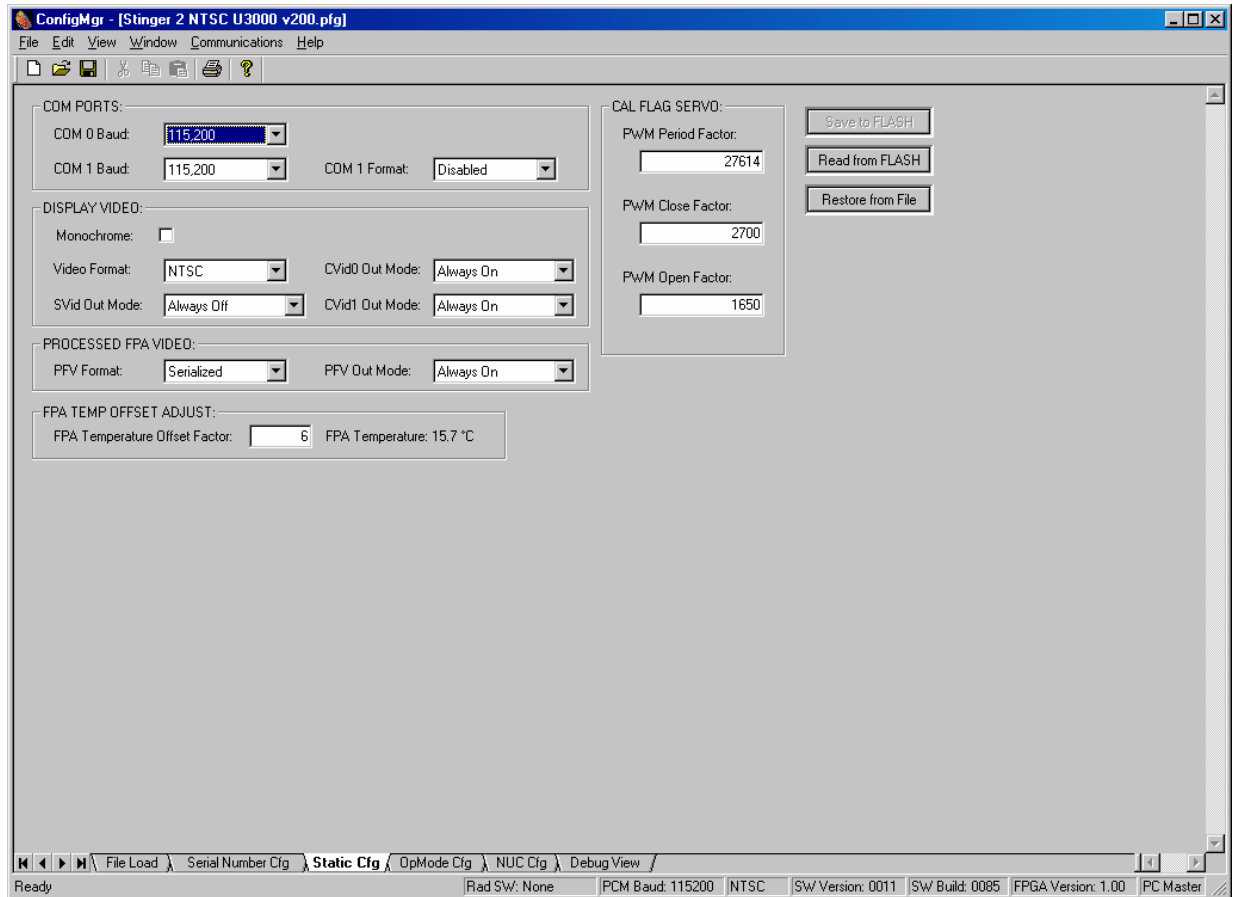 ConfigMgr - [Stinger 2 NTSC U3000 v200.pfg]
File Edit View Window Communications Help
COM PORTS:
COM 0 Baud: 115,200
COM 1 Baud: 115,200 COM 1 Format: Disabled
DISPLAY VIDEO:
Monochrome:
Video Format: NTSC CVid0 Out Mode: Always On
SVid Out Mode: Always Off CVid1 Out Mode: Always On
PROCESSED FPA VIDEO:
PFV Format: Serialized PFV Out Mode: Always On
FPA TEMP OFFSET ADJUST:
FPA Temperature Offset Factor: 6 FPA Temperature: 15.7 °C
CAL FLAG SERVO:
PWM Period Factor:
27614
PWM Close Factor:
2700
PWM Open Factor:
1650
Save to FLASH
Read from FLASH
Restore from File
File Load Serial Number Cfg Static Cfg OpMode Cfg NUC Cfg Debug View
Ready Rad SW: None PCM Baud: 115200 NTSC SW Version: 0011 SW Build: 0085 FPGA Version: 1.00 PC Master